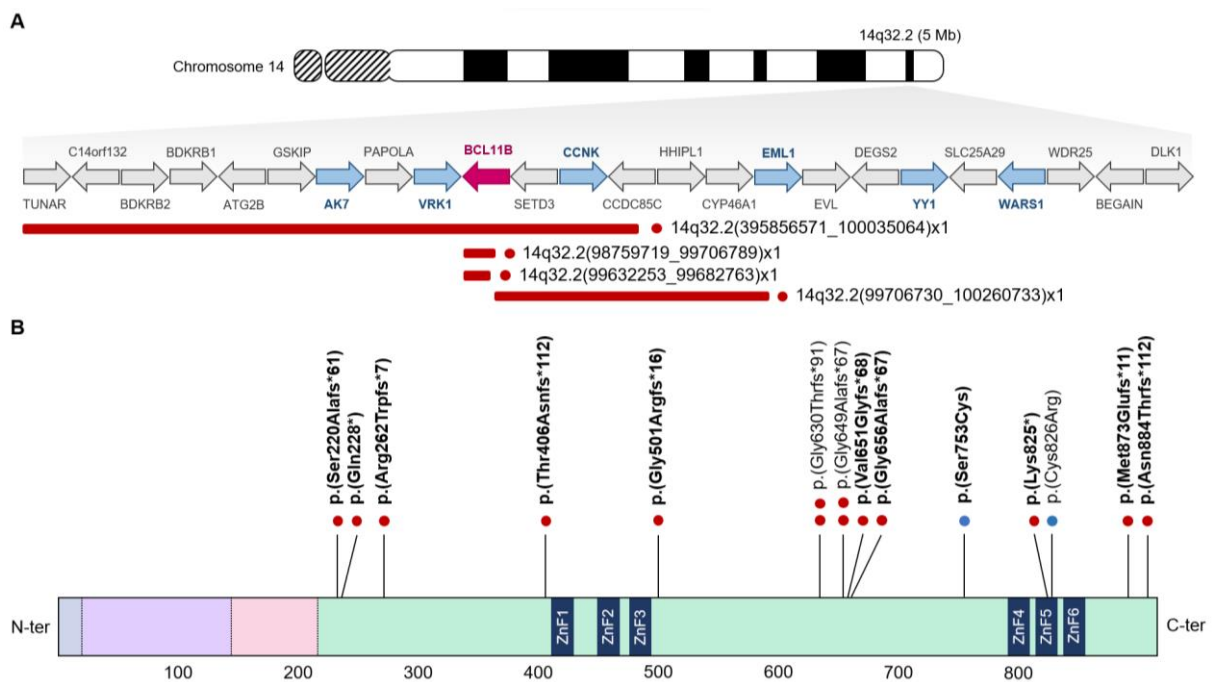 A
14q32.2 (5 Mb)
Chromosome 14
C14orf132 BDKRB1 GSKIP PAPOLA BCL11B CCNK HHIPL1 EML1 DEGS2 SLC25A29 WDR25 DLK1
TUNAR BDKRB2 ATG2B AK7 VRK1 SETD3 CCDC85C CYP46A1 EVL YY1 WARS1 BEGAIN
14q32.2(395856571_100035064)x1
14q32.2(98759719_99706789)x1
14q32.2(99632253_99682763)x1
14q32.2(99706730_100260733)x1
B
p.(Ser220Alafs*61)
p.(Gln228*)
p.(Arg262Trpfs*7)
p.(Thr406Asnfs*112)
p.(Gly501Argfs*16)
p.(Gly630Thrfs*91)
p.(Gly649Alafs*67)
p.(Val651Glyfs*68)
p.(Gly656Alafs*67)
p.(Ser753Cys)
p.(Lys825*)
p.(Cys826Arg)
p.(Met873Glufs*11)
p.(Asn884Thrfs*112)
N-ter ZnF1 ZnF2 ZnF3 ZnF4 ZnF5 ZnF6 C-ter
100 200 300 400 500 600 700 800